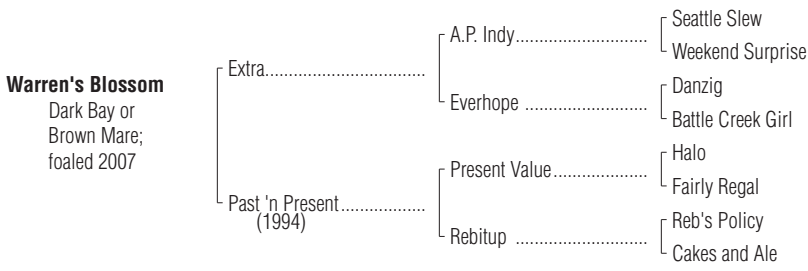 Warren's Blossom
Dark Bay or
Brown Mare;
foaled 2007
Extra
Past 'n Present
(1994)
A.P. Indy
Everhope
Present Value
Rebitup
Seattle Slew
Weekend Surprise
Danzig
Battle Creek Girl
Halo
Fairly Regal
Reb's Policy
Cakes and Ale